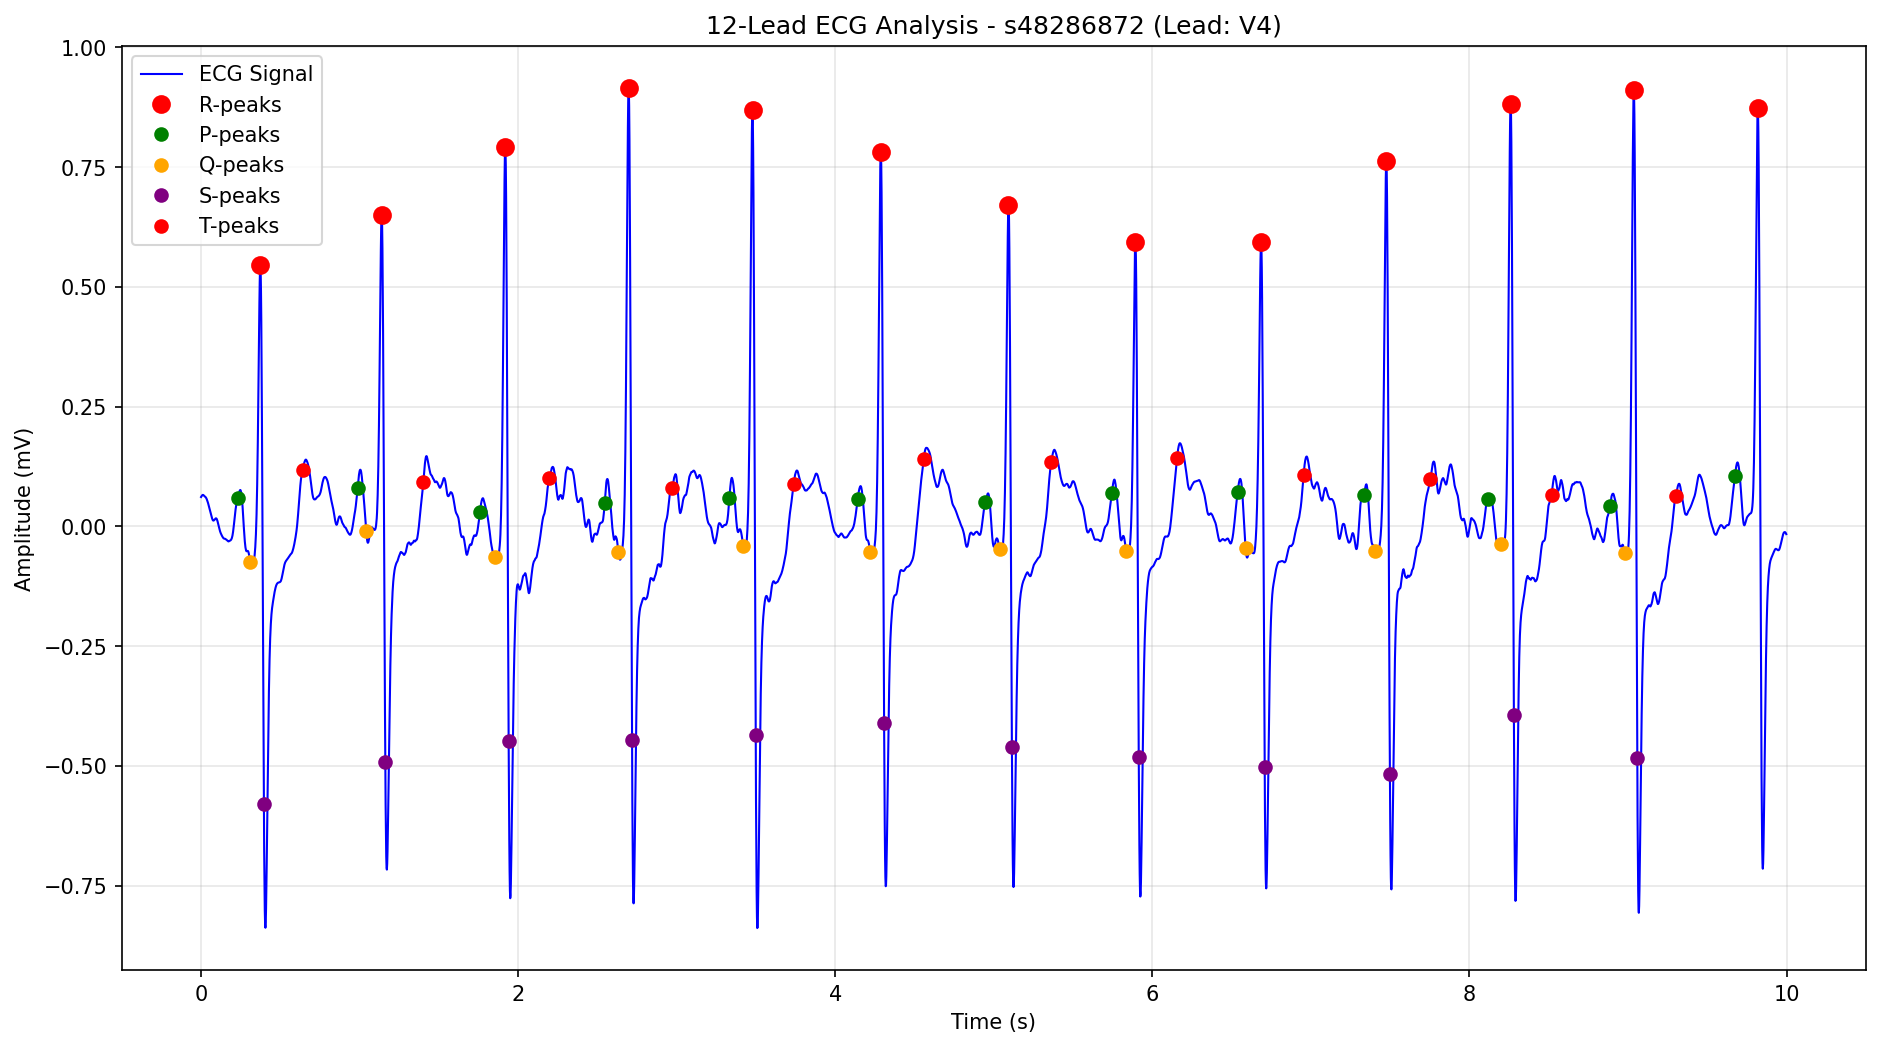 12-Lead ECG Analysis - s48286872 (Lead: V4)
ECG Signal
R-peaks
P-peaks
Q-peaks
S-peaks
T-peaks
1.00
0.75
0.50
0.25
0.00
−0.25
−0.50
−0.75
Amplitude (mV)
0 2 4 6 8 10
Time (s)